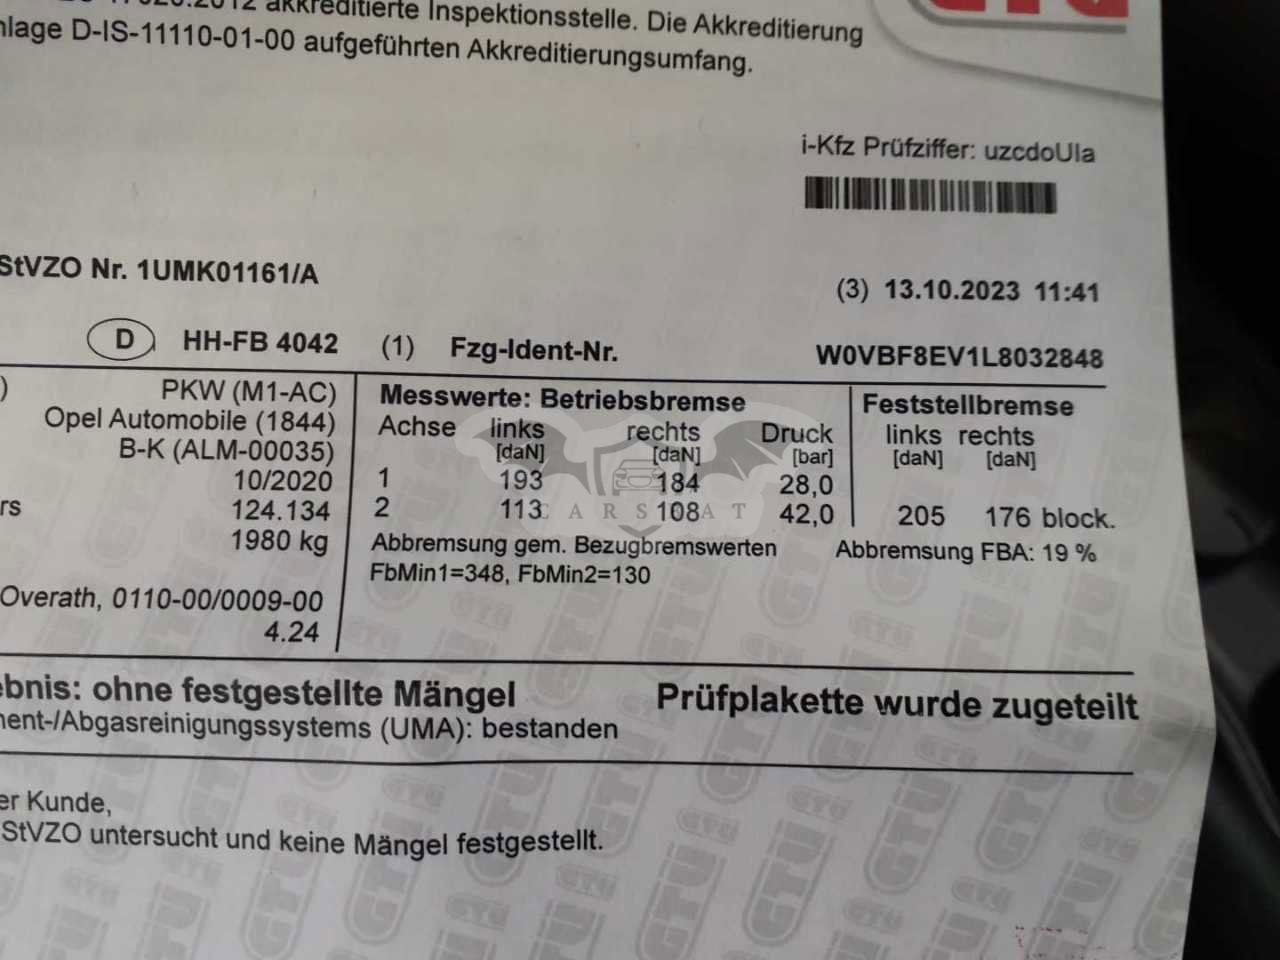 akkreditierte Inspektionsstelle. Die Akkreditierung
nlage D-IS-11110-01-00 aufgeführten Akkreditierungsumfang.
i-Kfz Prüfziffer: uzcdoUla
StVZO Nr. 1UMK01161/A
(3) 13.10.2023 11:41
D HH-FB 4042 (1) Fzg-Ident-Nr. W0VBF8EV1L8032848
) PKW (M1-AC)
Opel Automobile (1844)
B-K (ALM-00035)
10/2020
rs 124.134
1980 kg
Overath, 0110-00/0009-00
4.24
Messwerte: Betriebsbremse Feststellbremse
Achse links rechts Druck links rechts
[daN] [daN] [bar] [daN] [daN]
1 193 184 28,0
2 113 108 42,0 205 176 block.
CARSBAT
Abbremsung gem. Bezugbremswerten Abbremsung FBA: 19 %
FbMin1=348, FbMin2=130
ebnis: ohne festgestellte Mängel Prüfplakette wurde zugeteilt
nent-/Abgasreinigungssystems (UMA): bestanden
er Kunde,
StVZO untersucht und keine Mängel festgestellt.